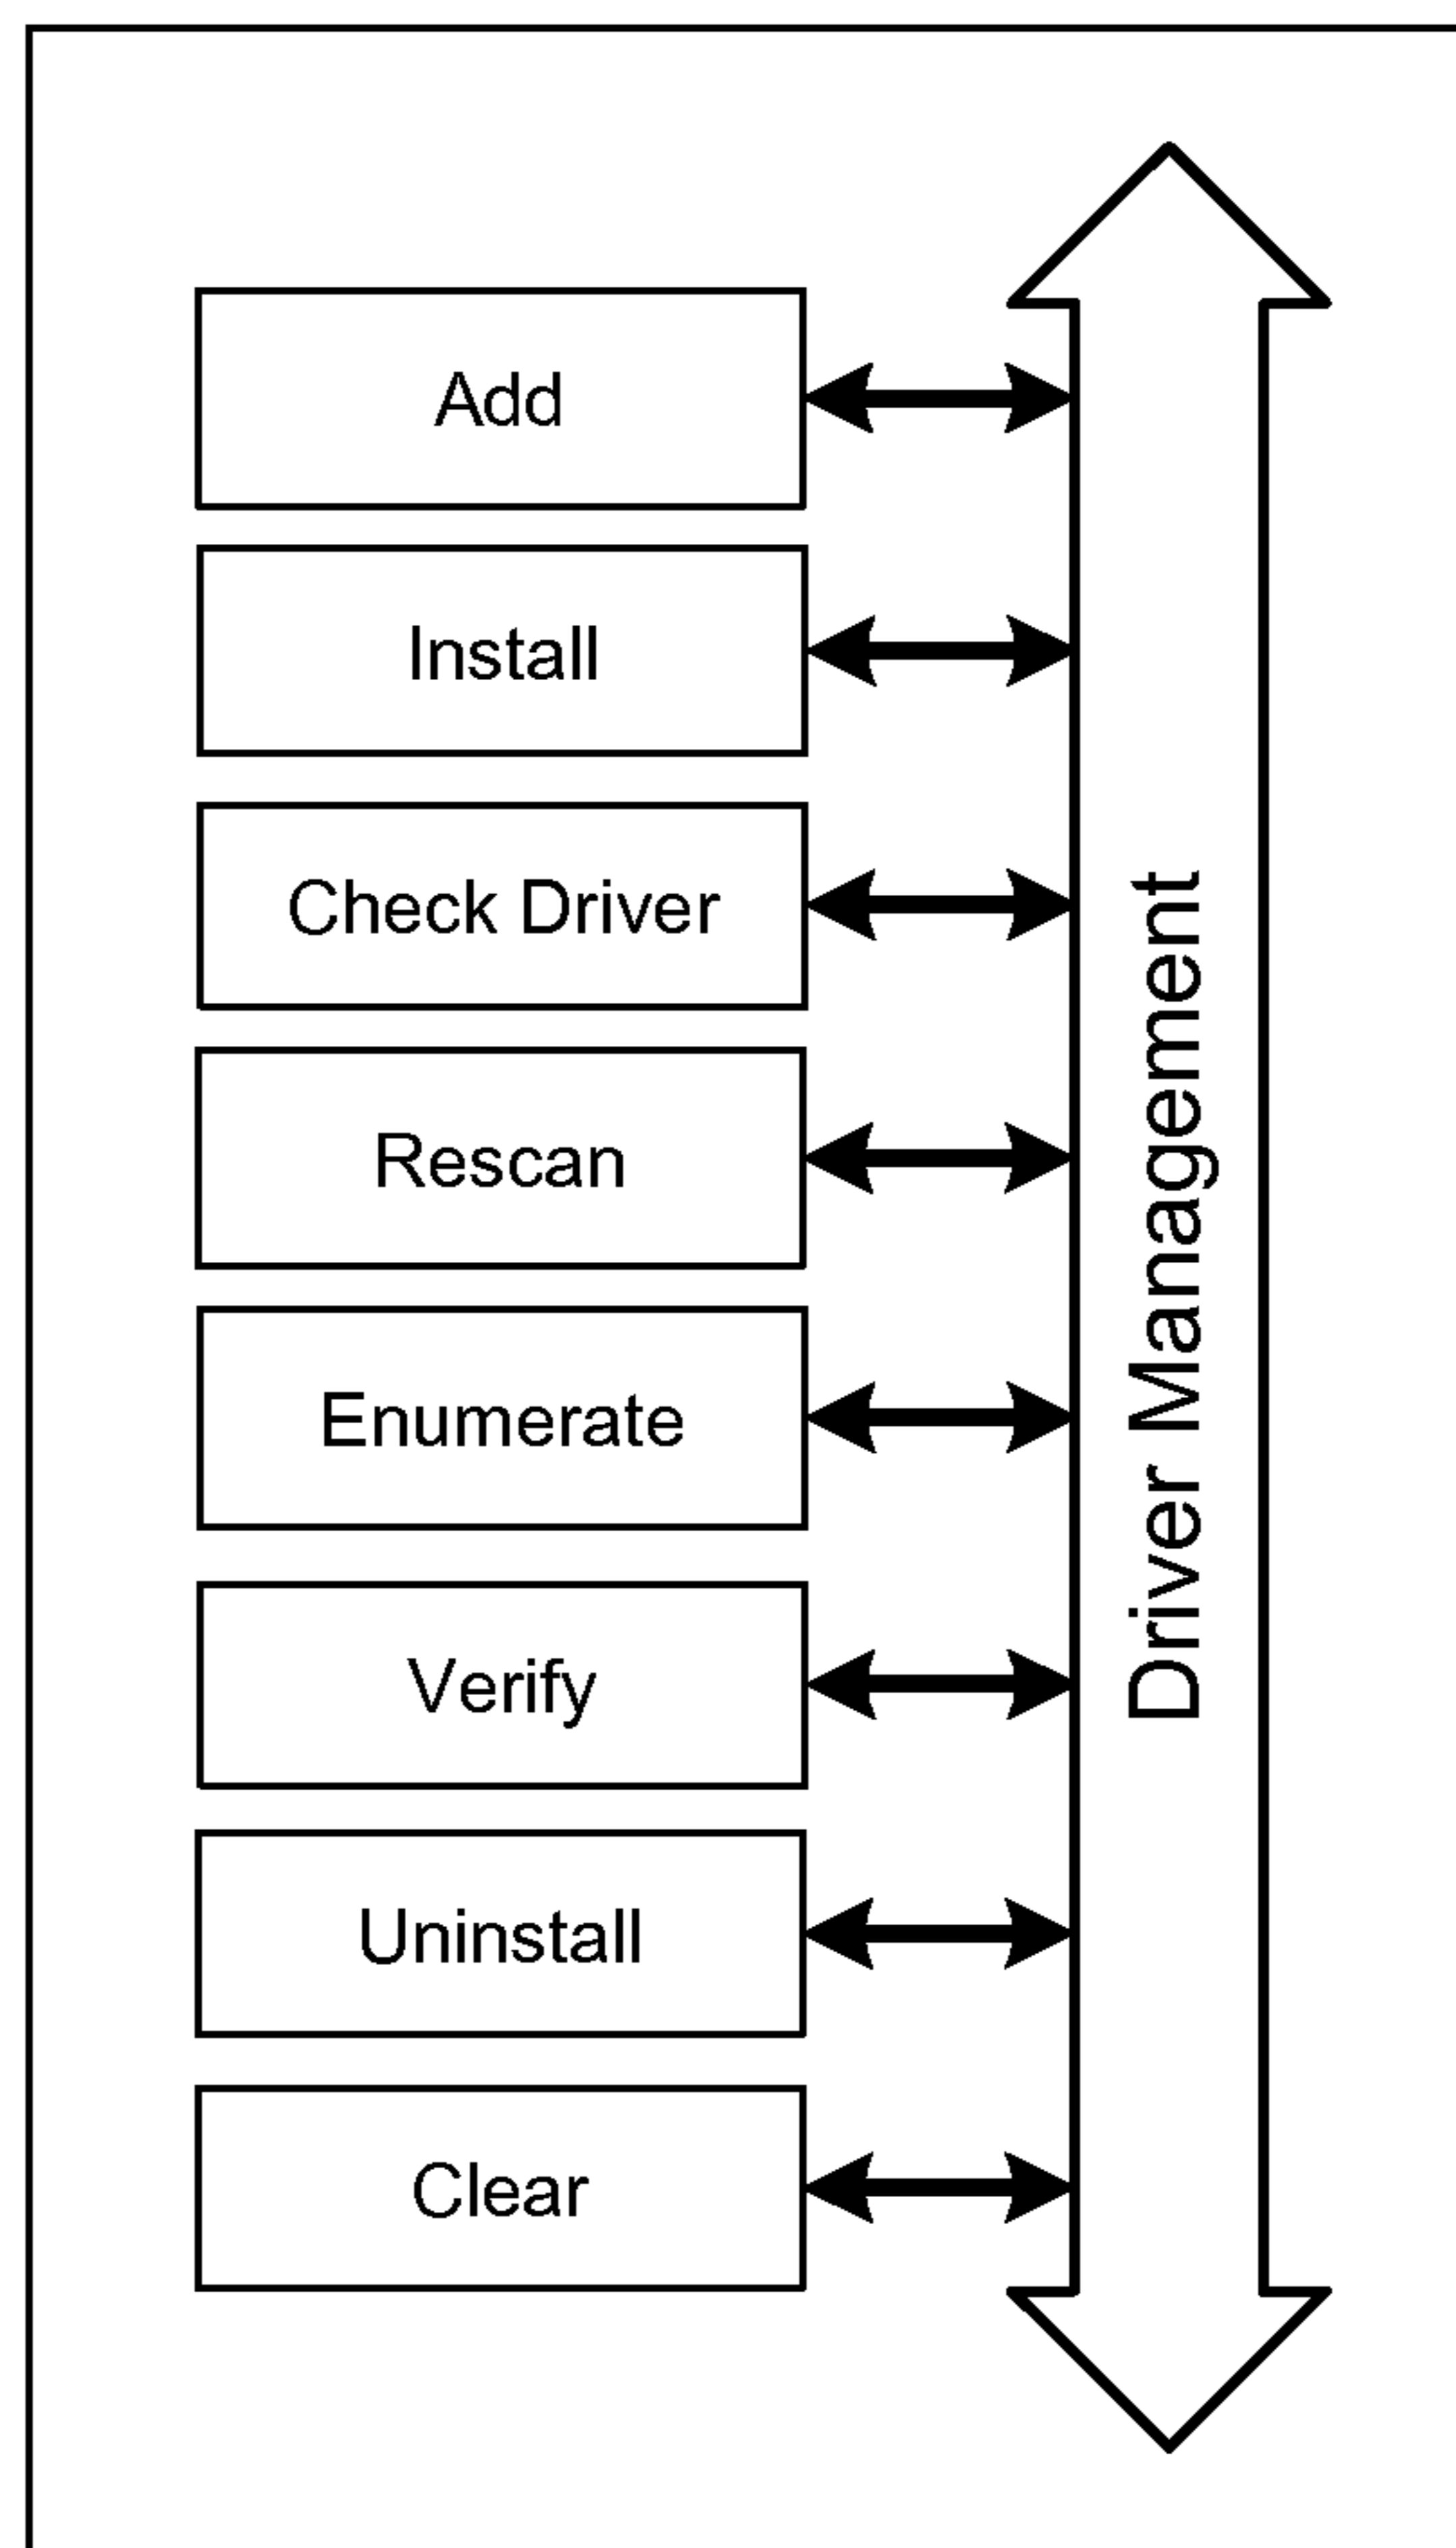 Add
Install
Check Driver
Rescan
Enumerate
Verify
Uninstall
Clear
Driver Management